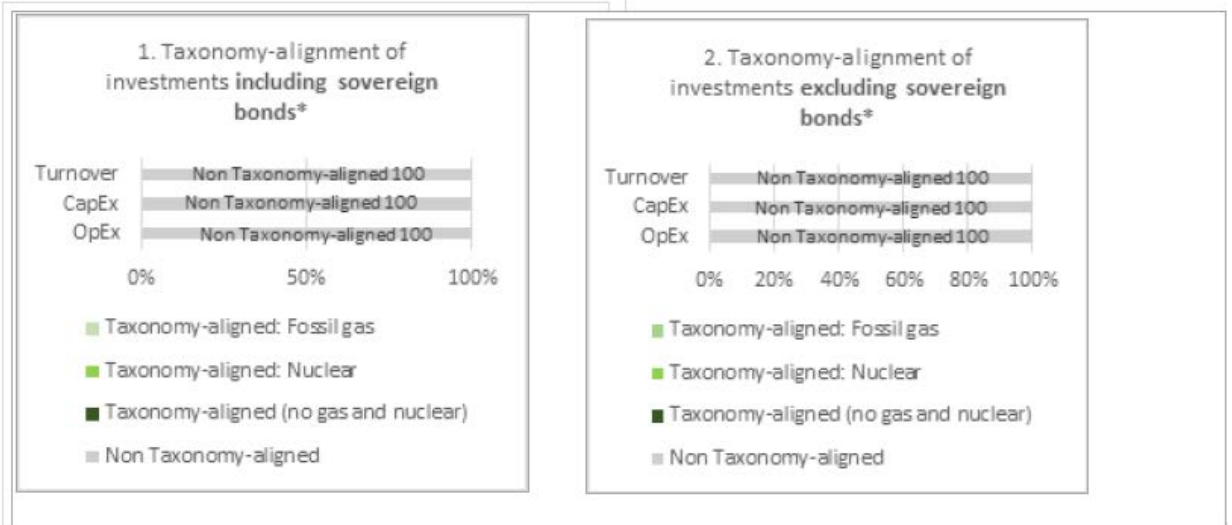 1. Taxonomy-alignment of
investments including sovereign
bonds*
Turnover
Non Taxonomy-aligned 100
CapEx
Non Taxonomy-aligned 100
OpEx
Non Taxonomy-aligned 100
0% 50% 100%
Taxonomy-aligned: Fossil gas
Taxonomy-aligned: Nuclear
Taxonomy-aligned (no gas and nuclear)
Non Taxonomy-aligned
2. Taxonomy-alignment of
investments excluding sovereign
bonds*
Turnover
Non Taxonomy-aligned 100
CapEx
Non Taxonomy-aligned 100
OpEx
Non Taxonomy-aligned 100
0% 20% 40% 60% 80% 100%
Taxonomy-aligned: Fossil gas
Taxonomy-aligned: Nuclear
Taxonomy-aligned (no gas and nuclear)
Non Taxonomy-aligned